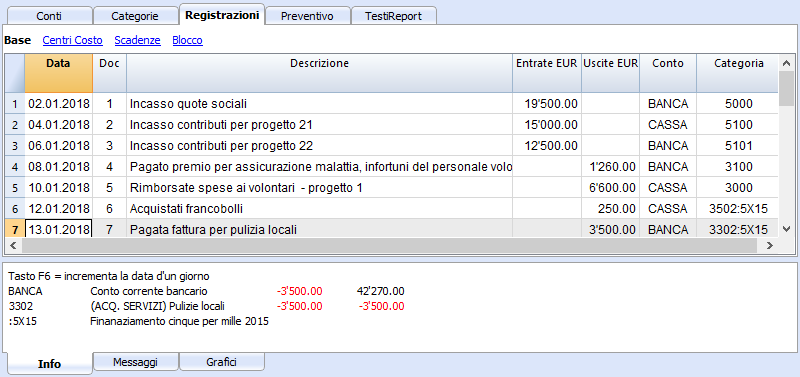 Conti Categorie Registrazioni Preventivo TestiReport
Base Centri Costo Scadenze Blocco
Data Doc Descrizione Entrate EUR Uscite EUR Conto Categoria
1 02.01.2018 1 Incasso quote sociali 19'500.00 BANCA 5000
2 04.01.2018 2 Incasso contributi per progetto 21 15'000.00 CASSA 5100
3 06.01.2018 3 Incasso contributi per progetto 22 12'500.00 BANCA 5101
4 08.01.2018 4 Pagato premio per assicurazione malattia, infortuni del personale volo 1'260.00 BANCA 3100
5 10.01.2018 5 Rimborsate spese ai volontari - progetto 1 6'600.00 CASSA 3000
6 12.01.2018 6 Acquistati francobolli 250.00 CASSA 3502:5X15
7 13.01.2018 7 Pagata fattura per pulizia locali 3'500.00 BANCA 3302:5X15
Tasto F6 = incrementa la data d'un giorno
BANCA Conto corrente bancario -3'500.00 42'270.00
3302 (ACQ. SERVIZI) Pulizie locali -3'500.00 -3'500.00
:5X15 Finanaziamento cinque per mille 2015
Info Messaggi Grafici